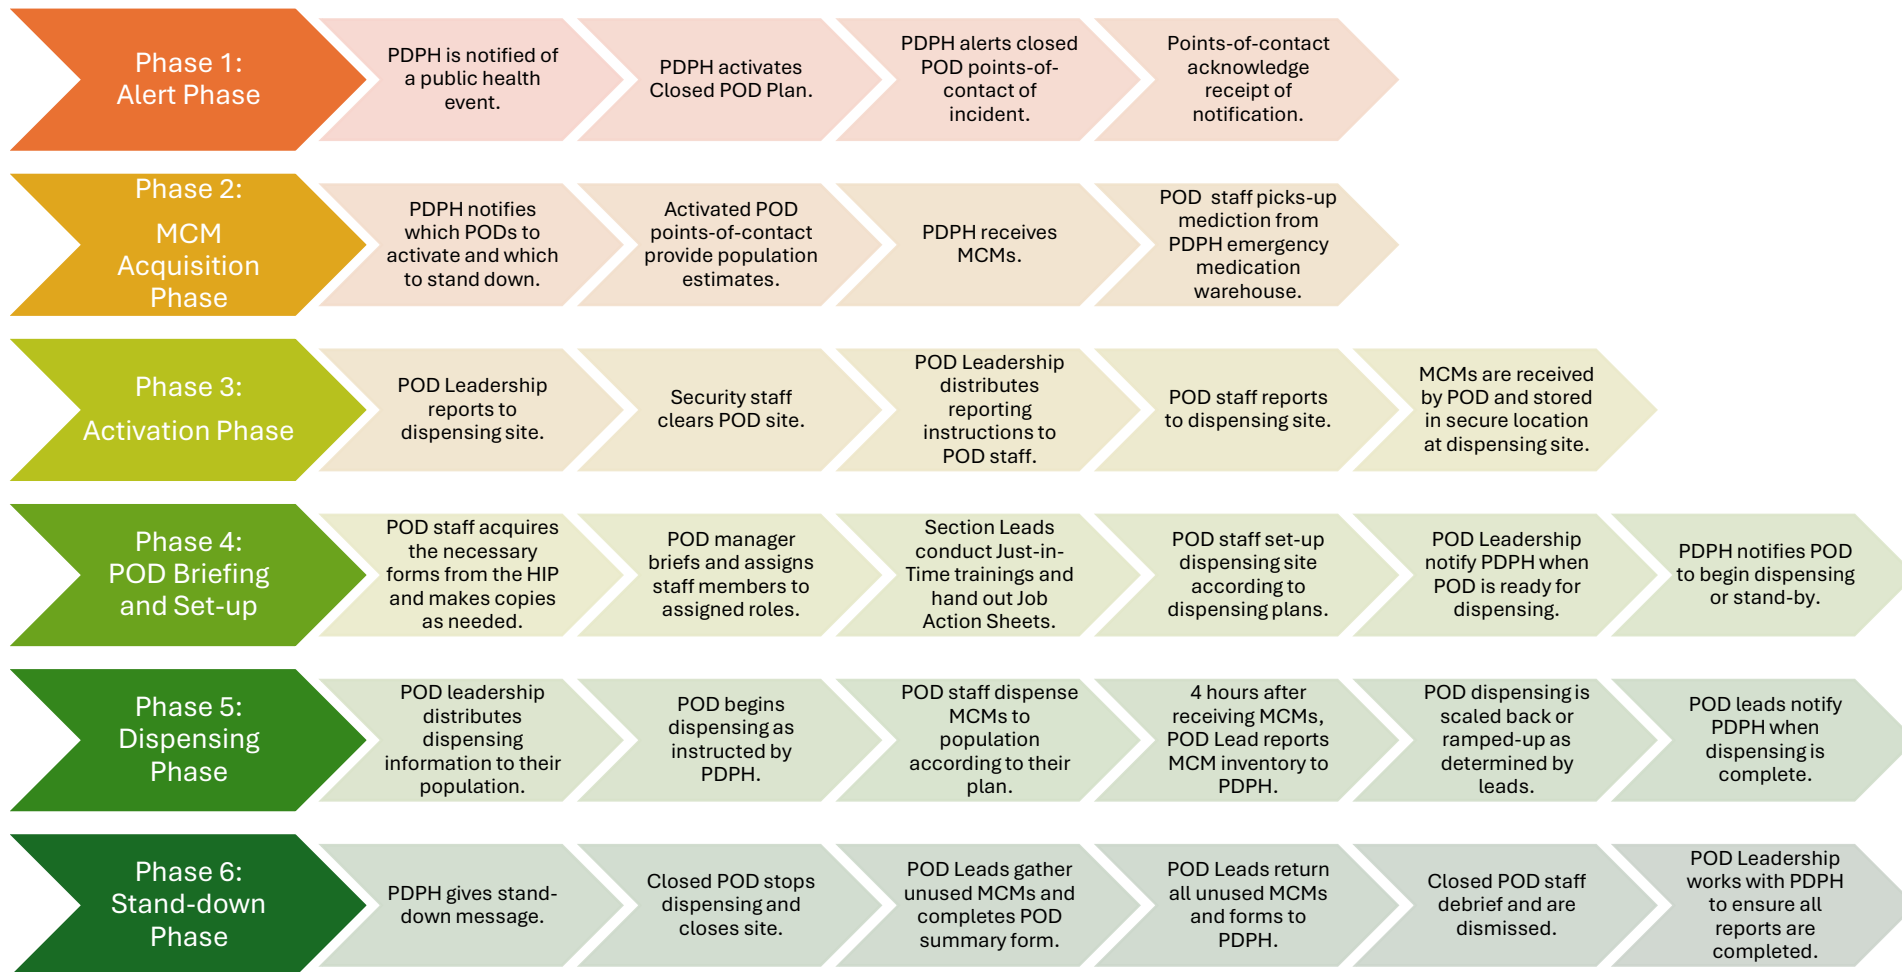 Phase 1:
Alert Phase
PDPH is notified of
a public health
event.
PDPH activates
Closed POD Plan.
PDPH alerts closed
POD points-of-
contact of
incident.
Points-of-contact
acknowledge
receipt of
notification.
Phase 2:
MCM
Acquisition
Phase
PDPH notifies
which PODs to
activate and which
to stand down.
Activated POD
points-of-contact
provide population
estimates.
PDPH receives
MCMs.
POD  staff picks-up
mediction from
PDPH emergency
medication
warehouse.
Phase 3:
Activation Phase
POD Leadership
reports to
dispensing site.
Security staff
clears POD site.
POD Leadership
distributes
reporting
instructions to
POD staff.
POD staff reports
to dispensing site.
MCMs are received
by POD and stored
in secure location
at dispensing site.
Phase 4:
POD Briefing
and Set-up
POD staff acquires
the necessary
forms from the HIP
and makes copies
as needed.
POD manager
briefs and assigns
staff members to
assigned roles.
Section Leads
conduct Just-in-
Time trainings and
hand out Job
Action Sheets.
POD staff set-up
dispensing site
according to
dispensing plans.
POD Leadership
notify PDPH when
POD is ready for
dispensing.
PDPH notifies POD
to begin dispensing
or stand-by.
Phase 5:
Dispensing
Phase
POD leadership
distributes
dispensing
information to their
population.
POD begins
dispensing as
instructed by
PDPH.
POD staff dispense
MCMs to
population
according to their
plan.
4 hours after
receiving MCMs,
POD Lead reports
MCM inventory to
PDPH.
POD dispensing is
scaled back or
ramped-up as
determined by
leads.
POD leads notify
PDPH when
dispensing is
complete.
Phase 6:
Stand-down
Phase
PDPH gives stand-
down message.
Closed POD stops
dispensing and
closes site.
POD Leads gather
unused MCMs and
completes POD
summary form.
POD Leads return
all unused MCMs
and forms to
PDPH.
Closed POD staff
debrief and are
dismissed.
POD Leadership
works with PDPH
to ensure all
reports are
completed.